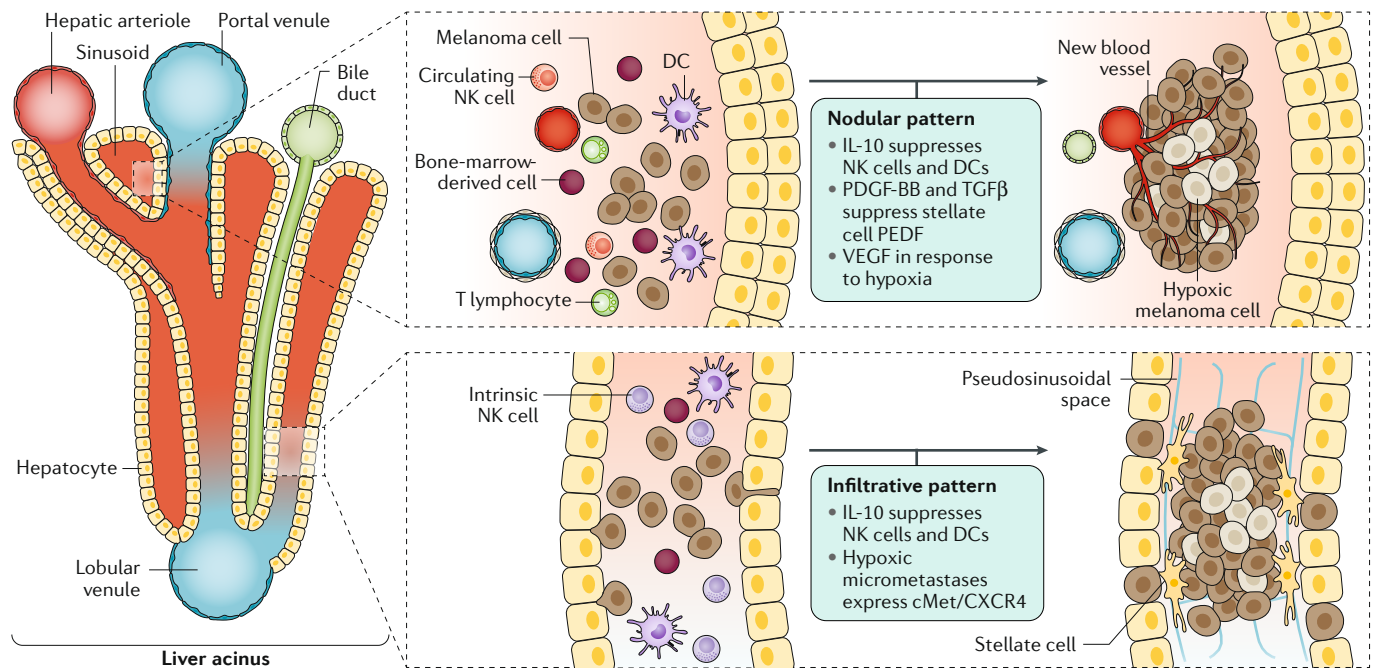 Hepatic arteriole
Portal venule
Sinusoid
Bile
duct
Hepatocyte
Lobular
venule
Liver acinus
Melanoma cell
Circulating
NK cell
DC
Bone-marrow-
derived cell
T lymphocyte
Nodular pattern
• IL-10 suppresses
NK cells and DCs
• PDGF-BB and TGFβ
suppress stellate
cell PEDF
• VEGF in response
to hypoxia
New blood
vessel
Hypoxic
melanoma cell
Intrinsic
NK cell
Infiltrative pattern
• IL-10 suppresses
NK cells and DCs
• Hypoxic
micrometastases
express cMet/CXCR4
Pseudosinusoidal
space
Stellate cell